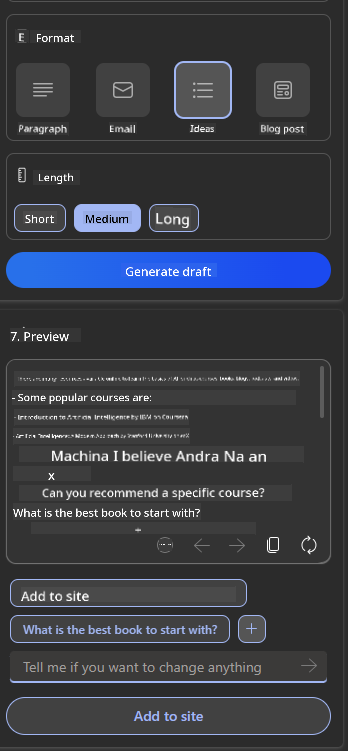 Format
Paragraph
Email
Ideas
Blog post
Length
Short
Medium
Long
Generate draft
7. Preview
- Some popular courses are:
- Introduction to Artificial Intelligence by IBM on Coursera
Machina I believe Andra Na an
x
Can you recommend a specific course?
What is the best book to start with?
Add to site
What is the best book to start with?
+
Tell me if you want to change anything
Add to site